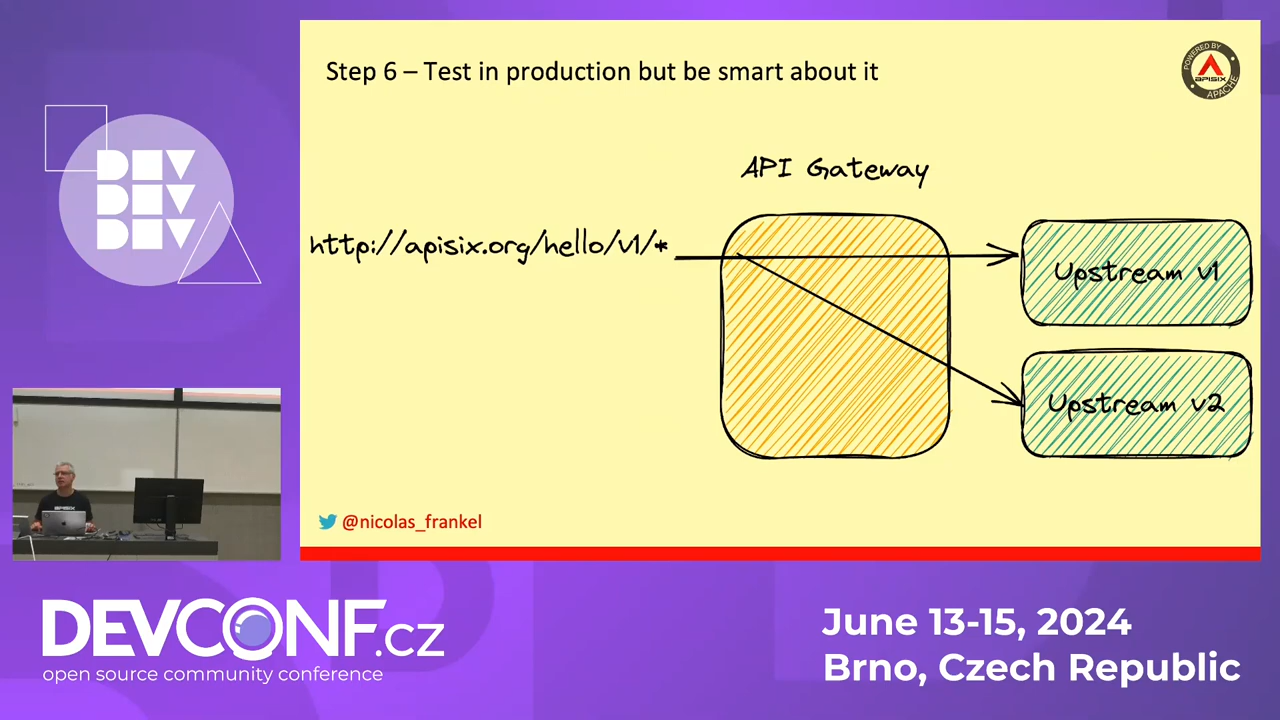 Step 6 – Test in production but be smart about it
POWERED BY
APISIX
APACHE
API Gateway
http://apisix.org/hello/v1/*
Upstream v1
Upstream v2
@nicolas_frankel
DEV
DEV
DEV
APISIX
DEVCONF.cz
open source community conference
June 13-15, 2024
Brno, Czech Republic